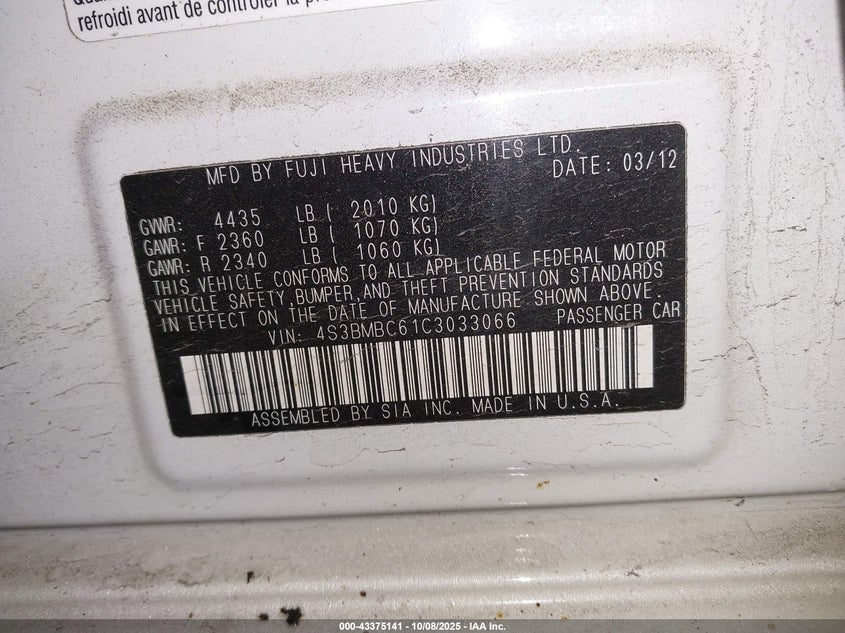 refroidi avant de contrôler la
MFD BY FUJI HEAVY INDUSTRIES LTD.
DATE: 03/12
GVWR: 4435 LB ( 2010 KG)
GAWR: F 2360 LB ( 1070 KG)
GAWR: R 2340 LB ( 1060 KG)
THIS VEHICLE CONFORMS TO ALL APPLICABLE FEDERAL MOTOR
VEHICLE SAFETY,BUMPER,AND THEFT PREVENTION STANDARDS
IN EFFECT ON THE DATE OF MANUFACTURE SHOWN ABOVE.
VIN: 4S3BMBC61C3033066 PASSENGER CAR
ASSEMBLED BY SIA INC. MADE IN U.S.A.
000-43375141 - 10/08/2025 - IAA Inc.